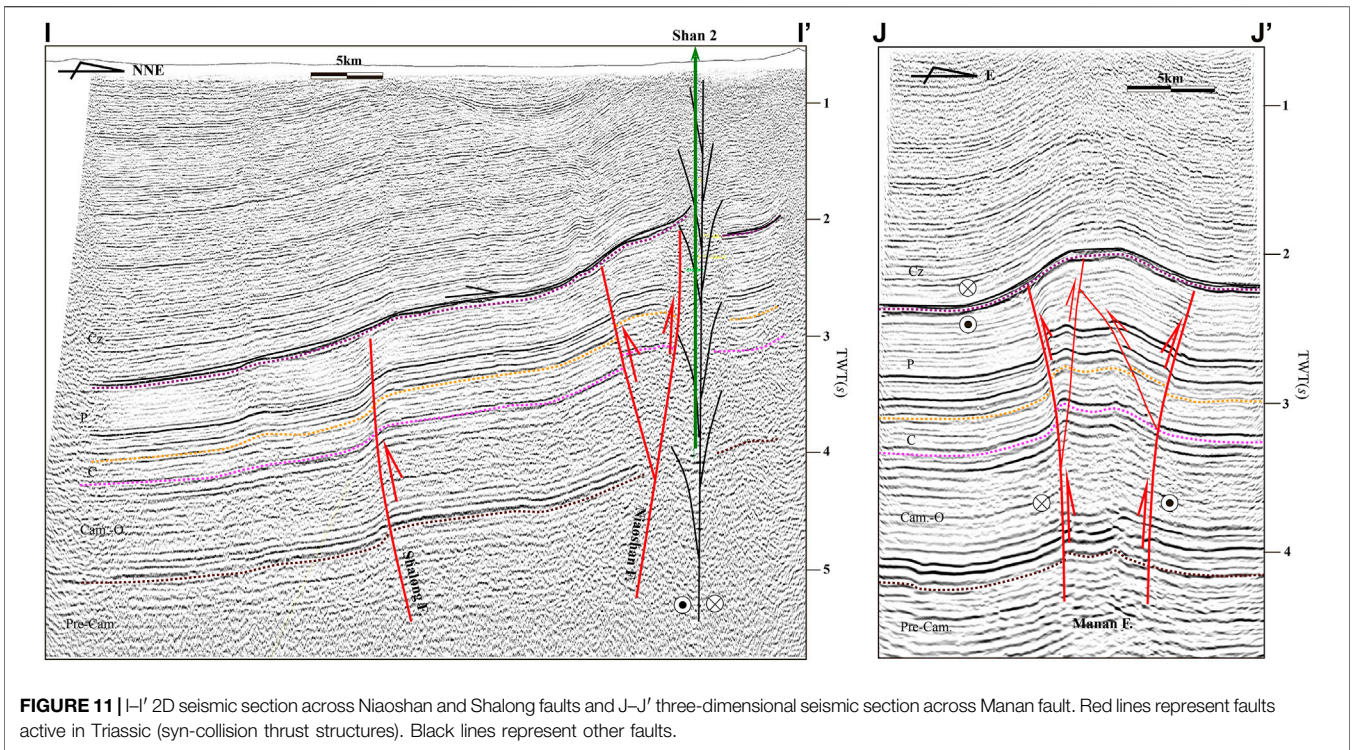 I
I'
Shan 2
5km
NNE
1
2
3
4
5
TWT(s)
Cz
P
C
Cam.-O
Pre-Cam.
Shalong F.
Niaoshan F.
J
J'
E
5km
1
2
3
4
TWT(s)
Cz
P
C
Cam.-O
Pre-Cam.
Manan F.
FIGURE 11 | I–I′ 2D seismic section across Niaoshan and Shalong faults and J–J′ three-dimensional seismic section across Manan fault. Red lines represent faults
active in Triassic (syn-collision thrust structures). Black lines represent other faults.